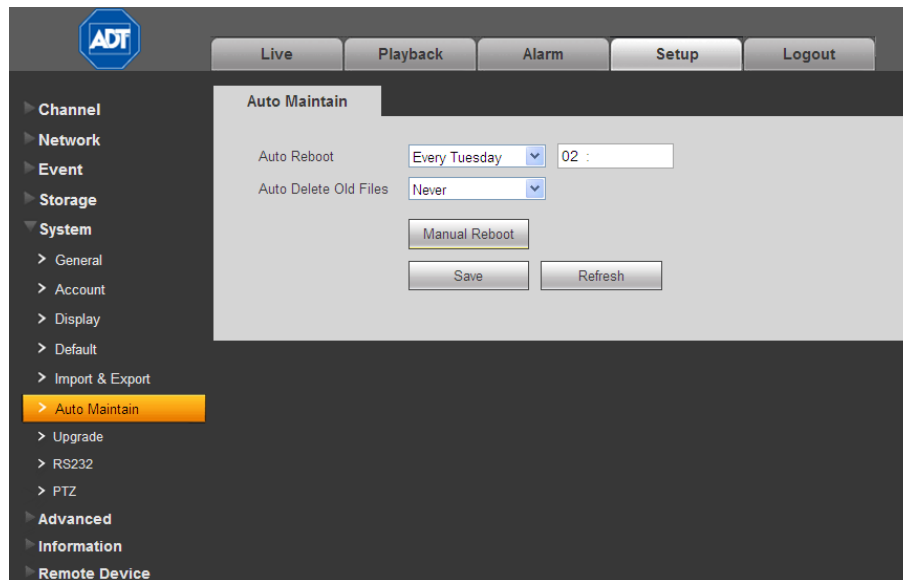 ADT
Live Playback Alarm Setup Logout
Channel
Network
Event
Storage
System
> General
> Account
> Display
> Default
> Import & Export
> Auto Maintain
> Upgrade
> RS232
> PTZ
Advanced
Information
Remote Device
Auto Maintain
Auto Reboot Every Tuesday 02 :
Auto Delete Old Files Never
Manual Reboot
Save Refresh